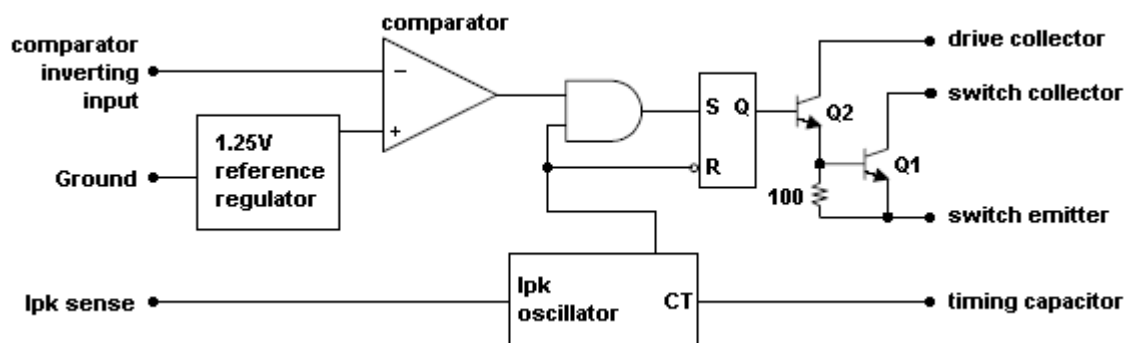 comparator
comparator
inverting
input
−
+
1.25V
reference
regulator
Ground
S
Q
R
Q2
Q1
100
drive collector
switch collector
switch emitter
Ipk sense
Ipk
oscillator
CT
timing capacitor